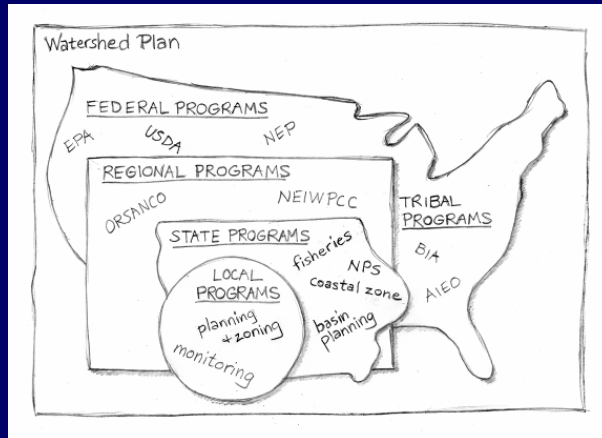 Watershed Plan
FEDERAL PROGRAMS
EPA
USDA
NEP
REGIONAL PROGRAMS
ORSANCO
NEIWPCC
TRIBAL
PROGRAMS
BIA
AIEO
STATE PROGRAMS
fisheries
NPS
coastal zone
basin
planning
LOCAL
PROGRAMS
planning
+ zoning
monitoring